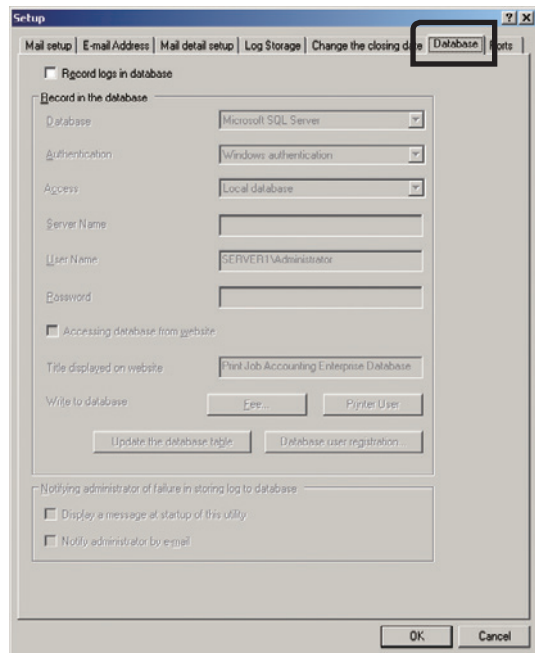 Setup
Mail setup E-mail Address Mail detail setup Log Storage Change the closing date Database Ports
Record logs in database
Record in the database
Database Microsoft SQL Server
Authentication Windows authentication
Access Local database
Server Name
User Name SERVER1\Administrator
Password
Accessing database from website
Title displayed on website Print Job Accounting Enterprise Database
Write to database Fee... Printer User
Update the database table Database user registration...
Notifying administrator of failure in storing log to database
Display a message at startup of this utility
Notify administrator by e-mail
OK Cancel